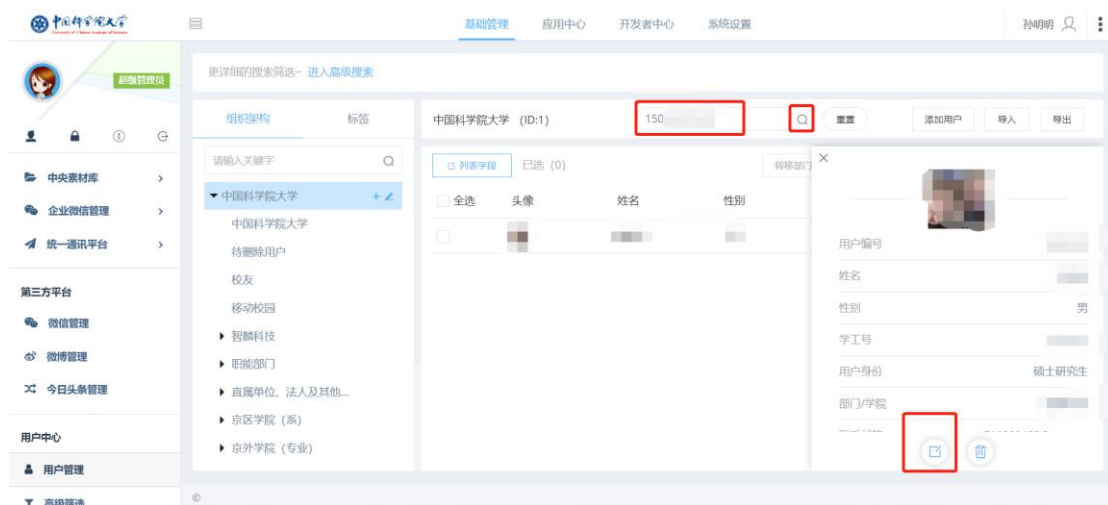 中国科学院大学
University of Chinese Academy of Sciences
基础管理 应用中心 开发者中心 系统设置
孙明明
超级管理员
更详细的搜索筛选~ 进入高级搜索
组织架构 标签
中国科学院大学 (ID:1)
150
重置
添加用户 导入 导出
请输入关键字
列表字段
已选 (0)
转移部门
中央素材库
企业微信管理
统一通讯平台
第三方平台
微信管理
微博管理
今日头条管理
用户中心
用户管理
高级筛选
中国科学院大学
中国科学院大学
待删除用户
校友
移动校园
智麟科技
职能部门
直属单位、法人及其他...
京区学院 (系)
京外学院 (专业)
全选 头像 姓名 性别
用户编号
姓名
性别 男
学工号
用户身份 硕士研究生
部门/学院
©